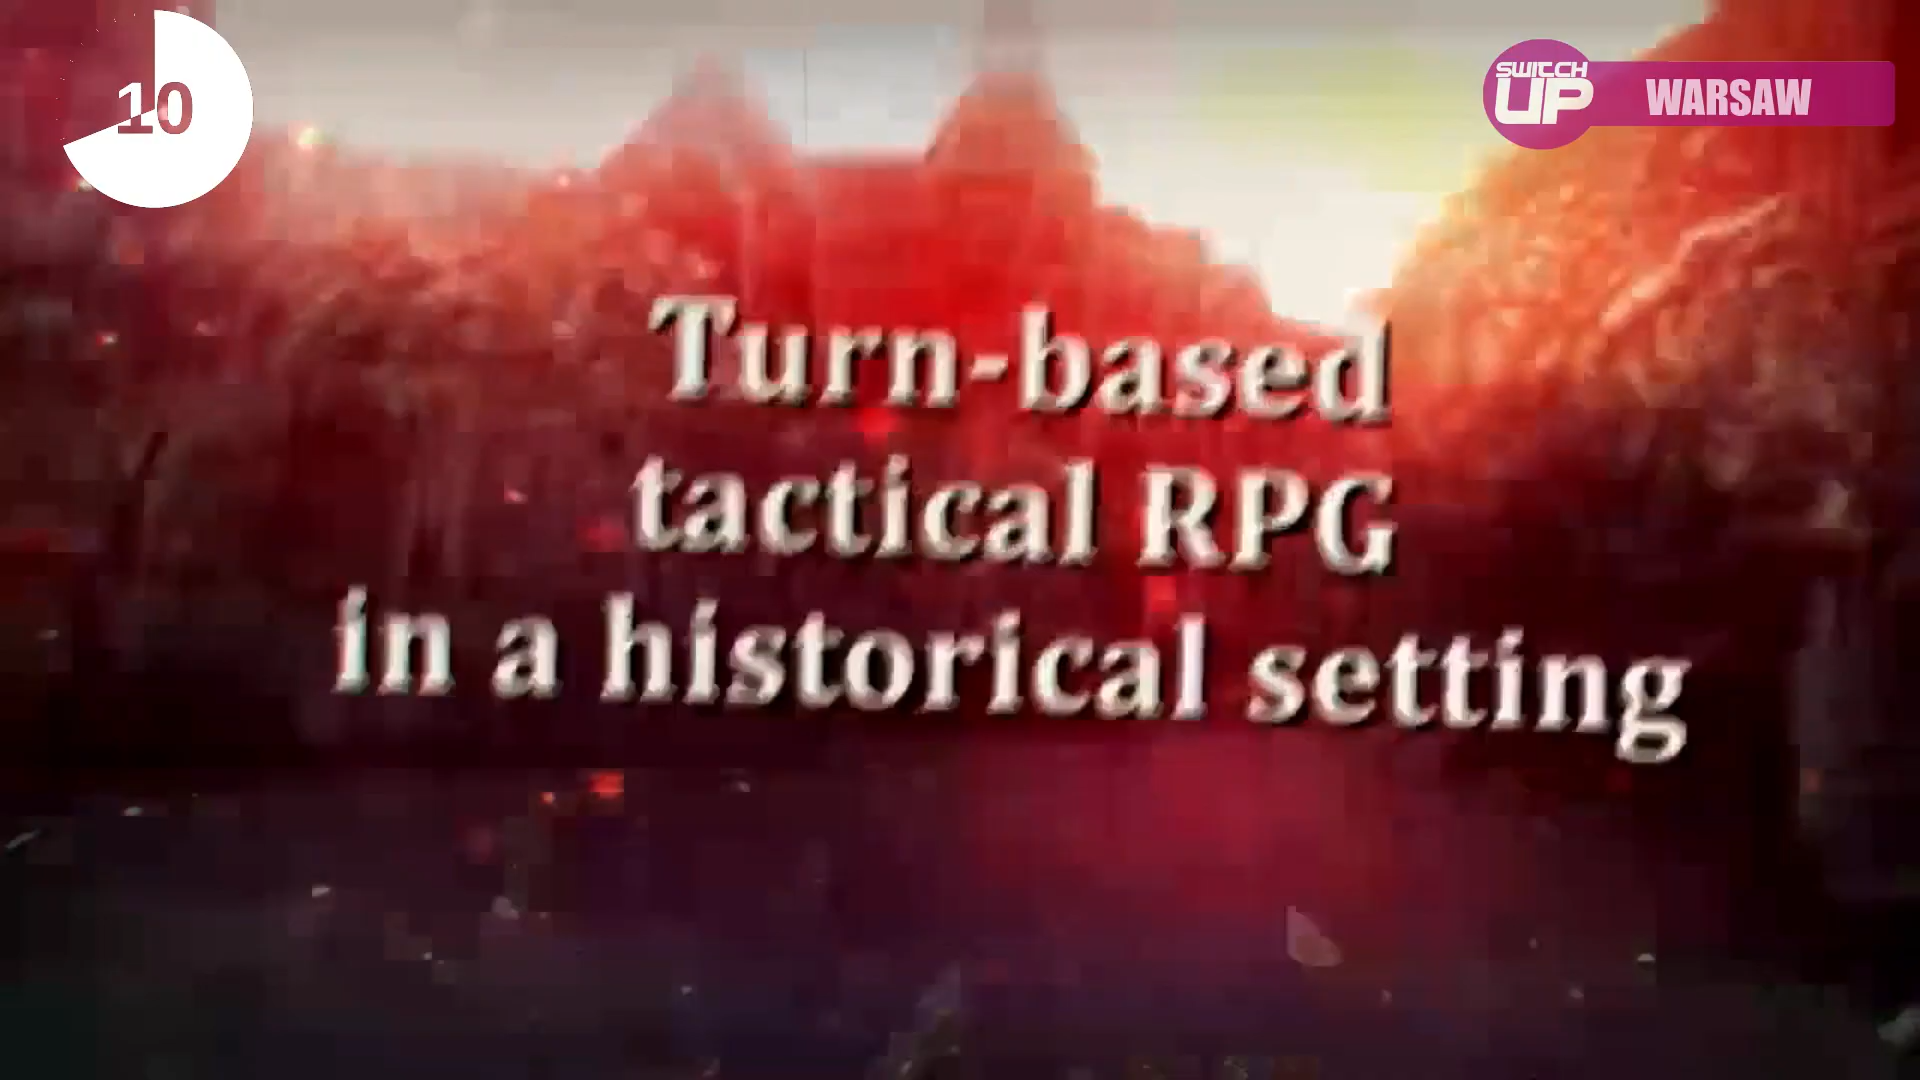 10
SWITCH
UP
WARSAW
Turn-based
tactical RPG
in a historical setting